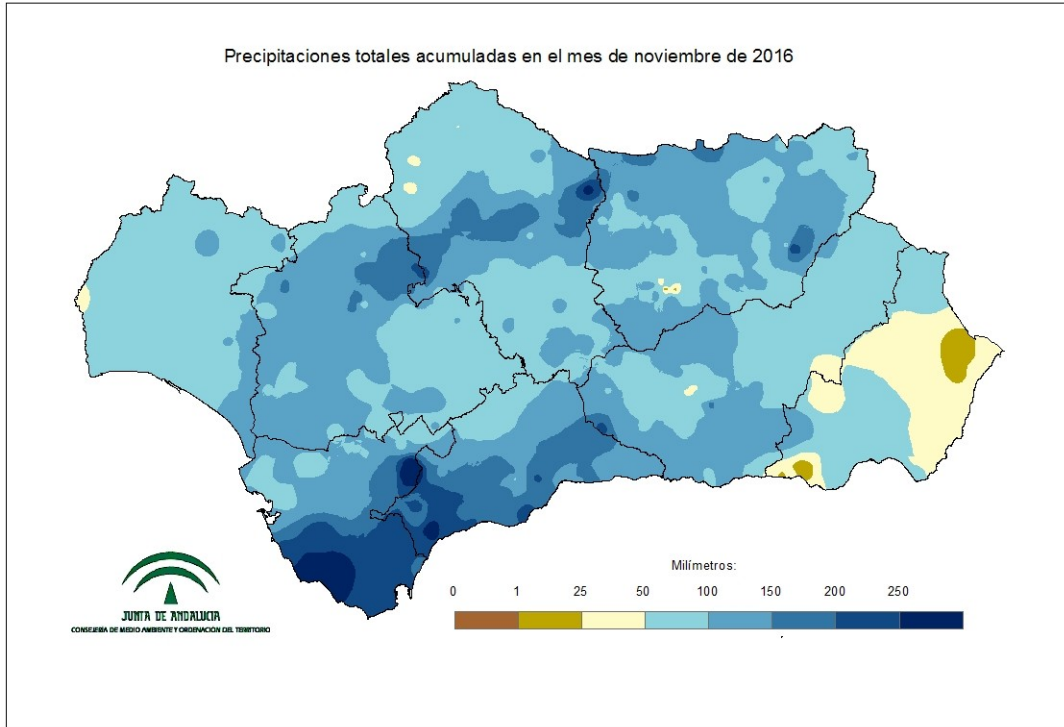 Precipitaciones totales acumuladas en el mes de noviembre de 2016
Milímetros:
0 1 25 50 100 150 200 250
JUNTA DE ANDALUCIA
CONSEJERÍA DE MEDIO AMBIENTE Y ORDENACIÓN DEL TERRITORIO